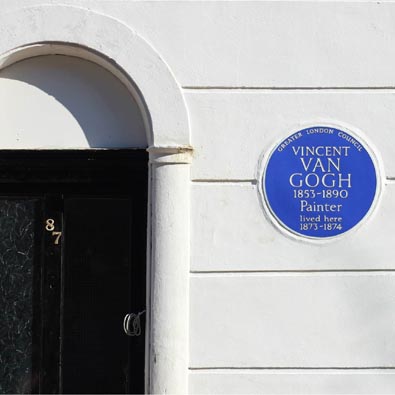 GREATER LONDON COUNCIL
VINCENT
VAN
GOGH
1853-1890
Painter
lived here
1873-1874
87